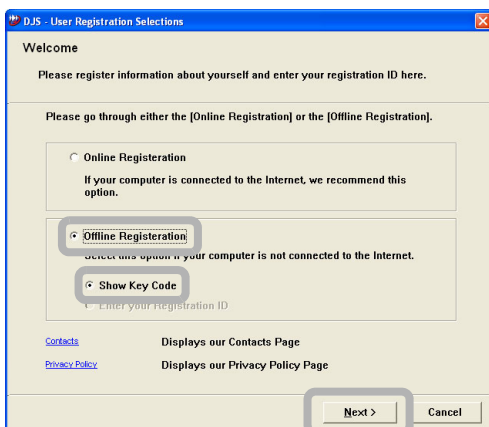 DJS - User Registration Selections
Welcome
Please register information about yourself and enter your registration ID here.
Please go through either the [Online Registration] or the [Offline Registration].
Online Registeration
If your computer is connected to the Internet, we recommend this
option.
Offline Registeration
Select this option if your computer is not connected to the Internet.
Show Key Code
Enter your Registration ID
Contacts Displays our Contacts Page
Privacy Policy Displays our Privacy Policy Page
Next > Cancel